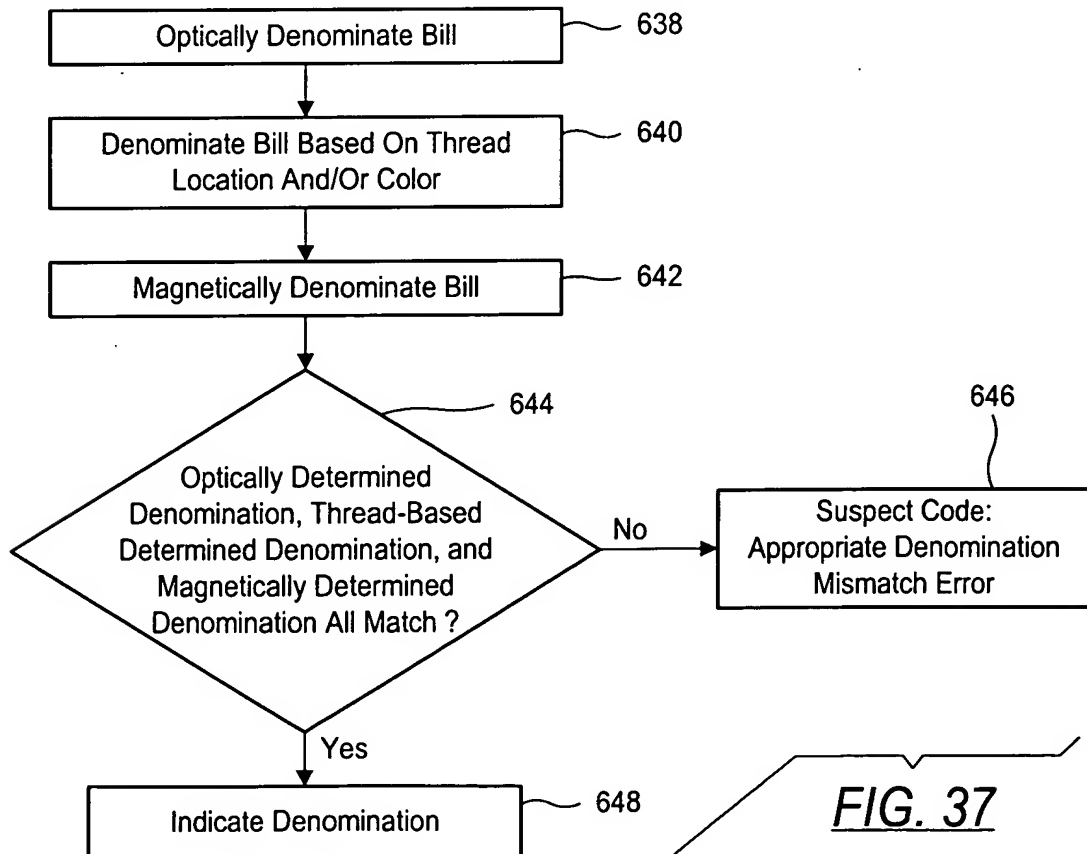 Optically Denominate Bill
638
Denominate Bill Based On Thread
Location And/Or Color
640
Magnetically Denominate Bill
642
644
Optically Determined
Denomination, Thread-Based
Determined Denomination, and
Magnetically Determined
Denomination All Match ?
No
646
Suspect Code:
Appropriate Denomination
Mismatch Error
Yes
Indicate Denomination
648
FIG. 37